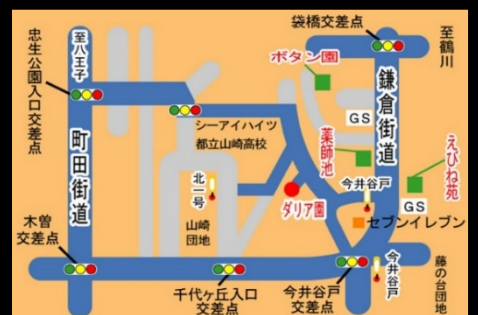 袋橋交差点
至鶴川
忠生公園入口交差点
至八王子
ボタン園
鎌倉街道
GS
シーアイハイツ
都立山崎高校
薬師池
えびね苑
町田街道
北一号
今井谷戸
ダリア園
GS
木曽
交差点
山崎
団地
セブンイレブン
今井谷戸
藤の台団地
千代ヶ丘入口
交差点
今井谷戸
交差点